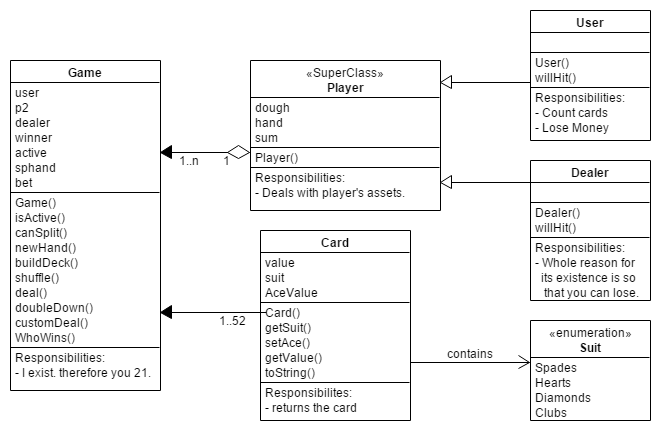 Game
user
p2
dealer
winner
active
sphand
bet
Game()
isActive()
canSplit()
newHand()
buildDeck()
shuffle()
deal()
doubleDown()
customDeal()
WhoWins()
Responsibilities:
- I exist. therefore you 21.
1..n
1
«SuperClass»
Player
dough
hand
sum
Player()
Responsibilities:
- Deals with player's assets.
User
User()
willHit()
Responsibilities:
- Count cards
- Lose Money
Dealer
Dealer()
willHit()
Responsibilities:
- Whole reason for
its existence is so
that you can lose.
1..52
Card
value
suit
AceValue
Card()
getSuit()
setAce()
getValue()
toString()
Responsibilites:
- returns the card
contains
«enumeration»
Suit
Spades
Hearts
Diamonds
Clubs